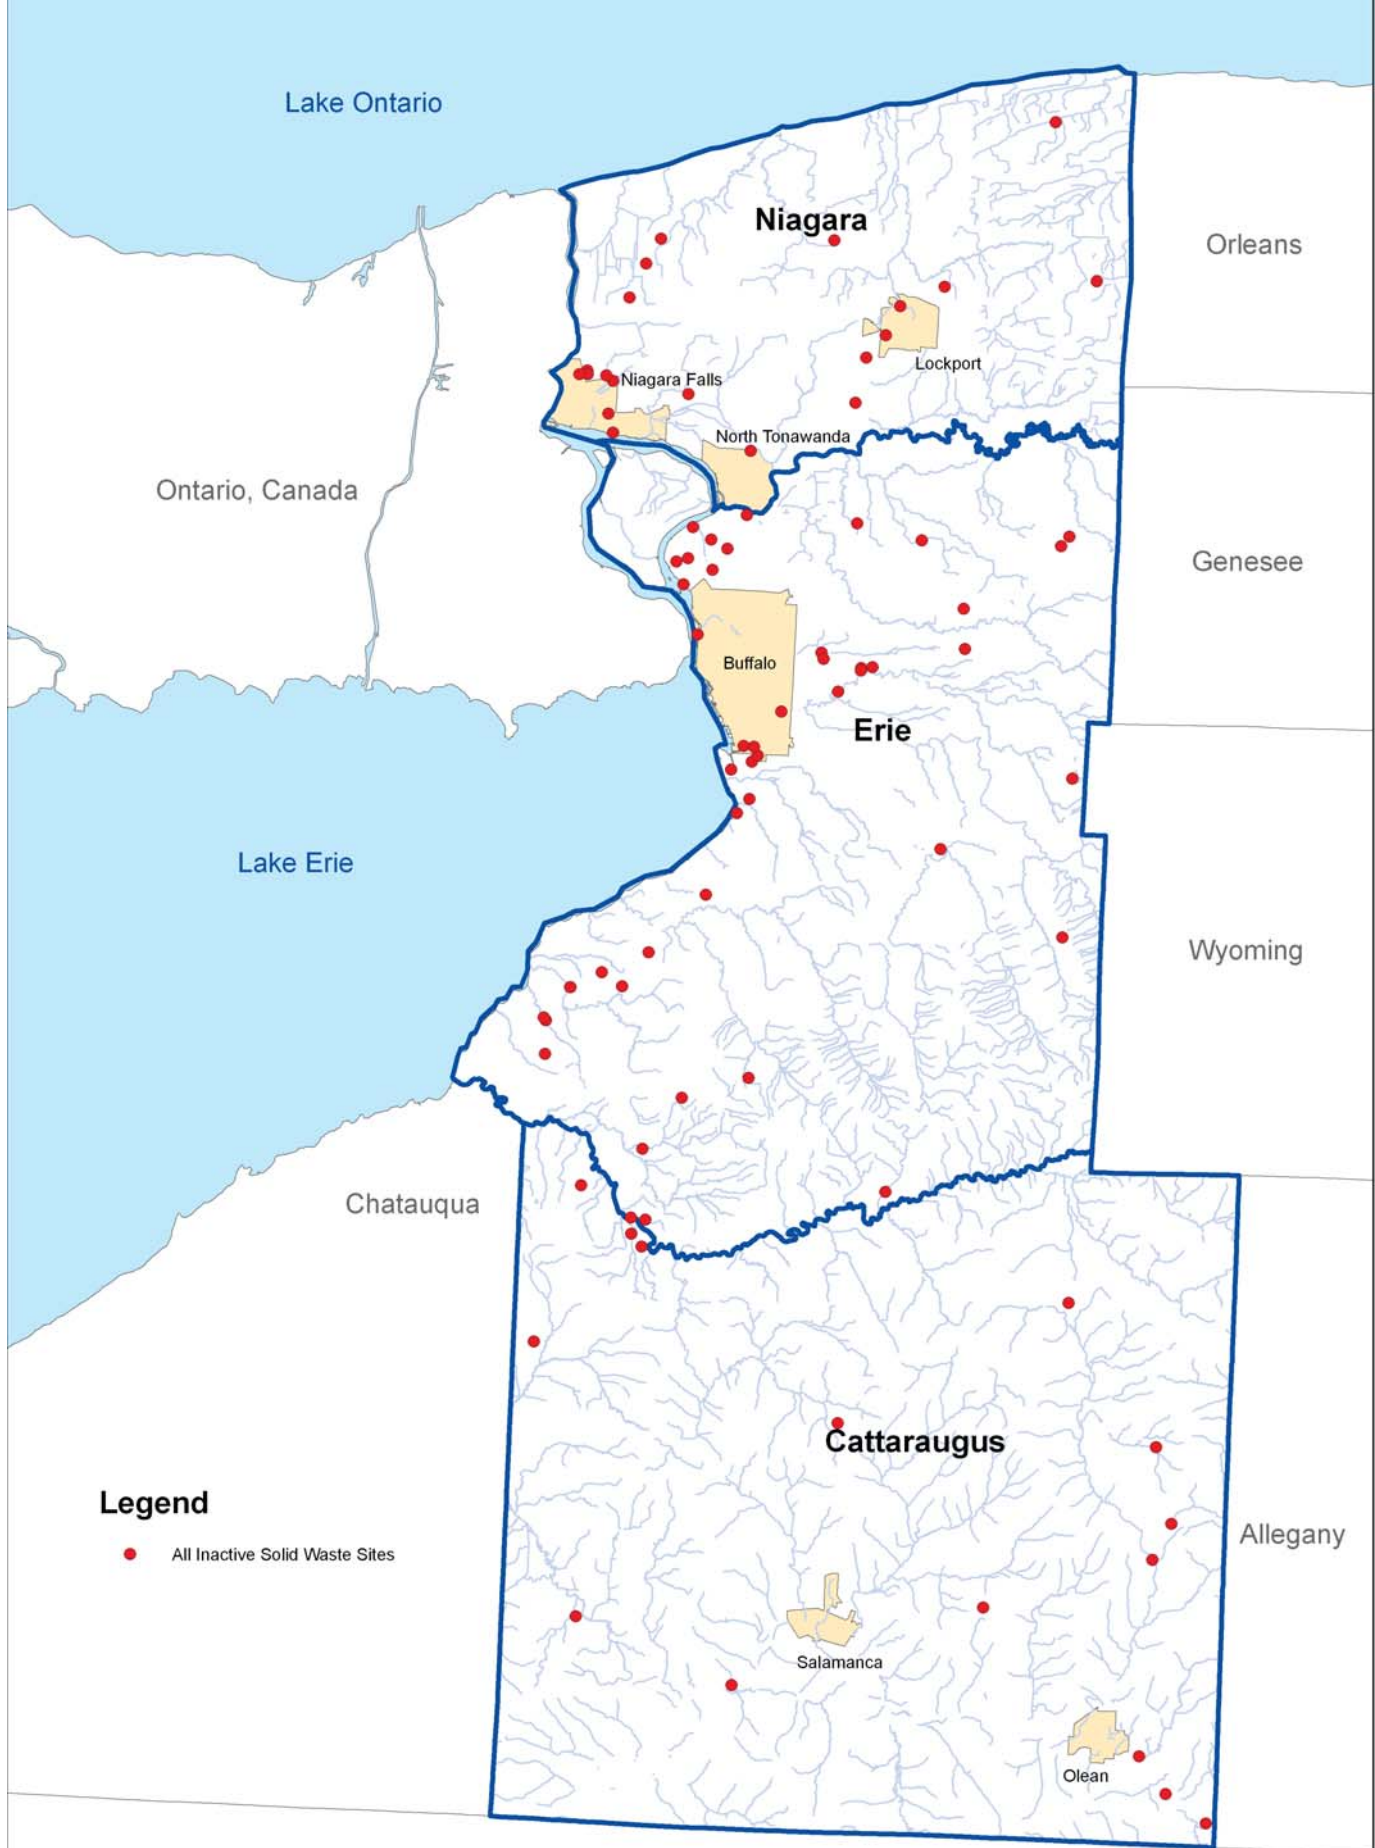 Lake Ontario
Niagara
Orleans
Lockport
Niagara Falls
North Tonawanda
Ontario, Canada
Genesee
Buffalo
Erie
Lake Erie
Wyoming
Chatauqua
Cattaraugus
Legend
All Inactive Solid Waste Sites
Allegany
Salamanca
Olean